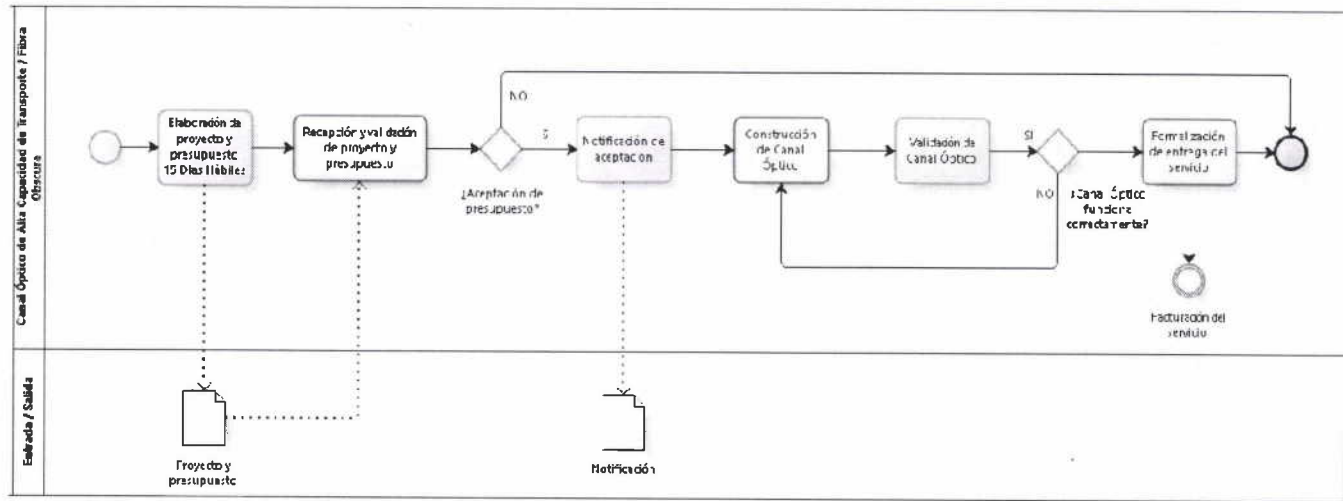 Canal Óptico de Alta Capacidad de Transporte / Fibra
Obscura
Elaboración de
proyecto y
presupuesto
15 Días Hábiles
Recepción y validación
de proyecto y
presupuesto
NO
S
¿Aceptación de
presupuesto?
Notificación de
aceptación
Construcción
de Canal
Óptico
Validación de
Canal Óptico
SI
NO
¿Canal Óptico
funciona
correctamente?
Formalización
de entrega del
servicio
Facturación del
servicio
Entrada / Salida
Proyecto y
presupuesto
Notificación